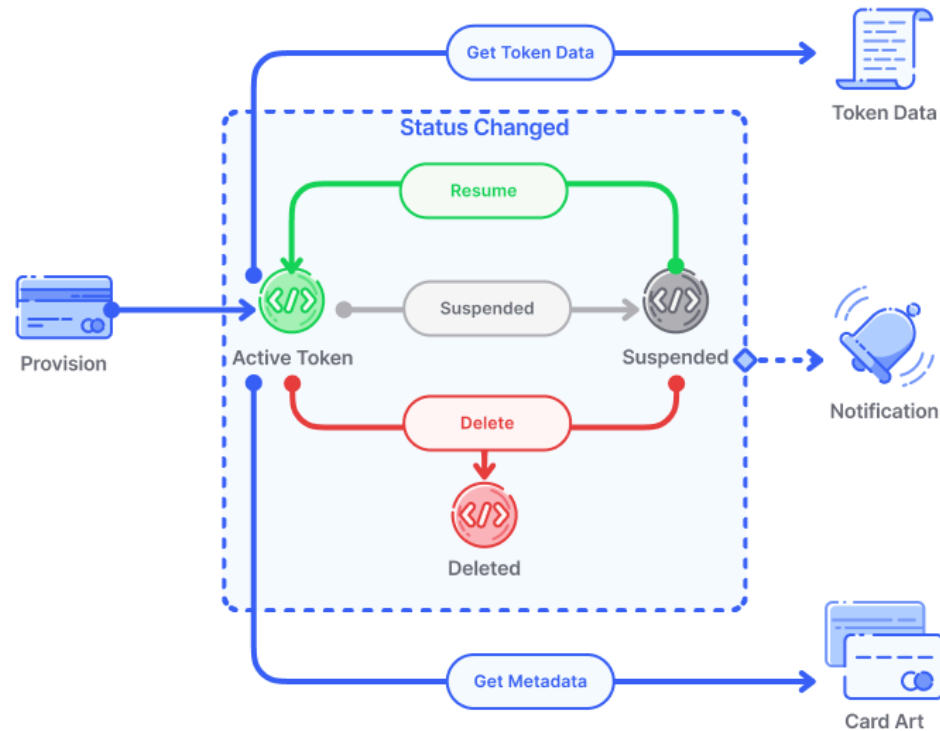 Get Token Data
Token Data
Status Changed
Resume
Suspended
Provision
Active Token
Suspended
Notification
Delete
Deleted
Get Metadata
Card Art